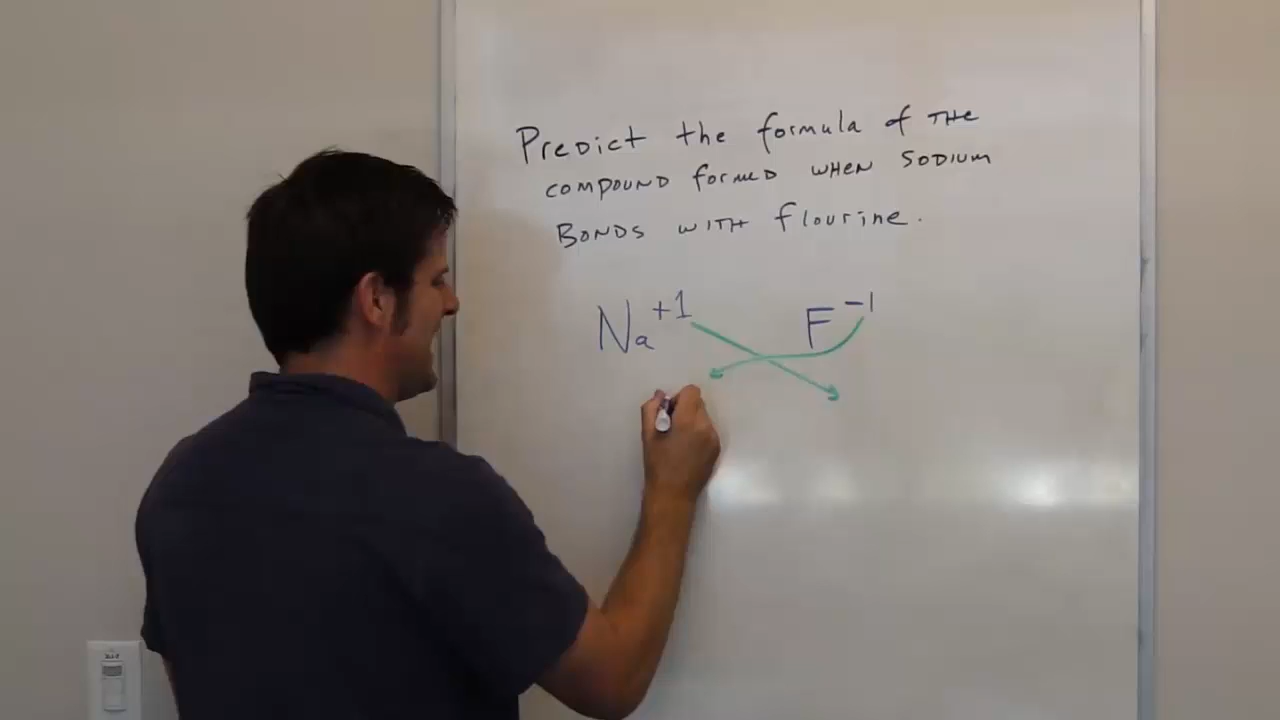 Predict the formula of THE
COMPOUND formed WHEN SODIUM
BONDS WITH flourine.
Na+1 F-1